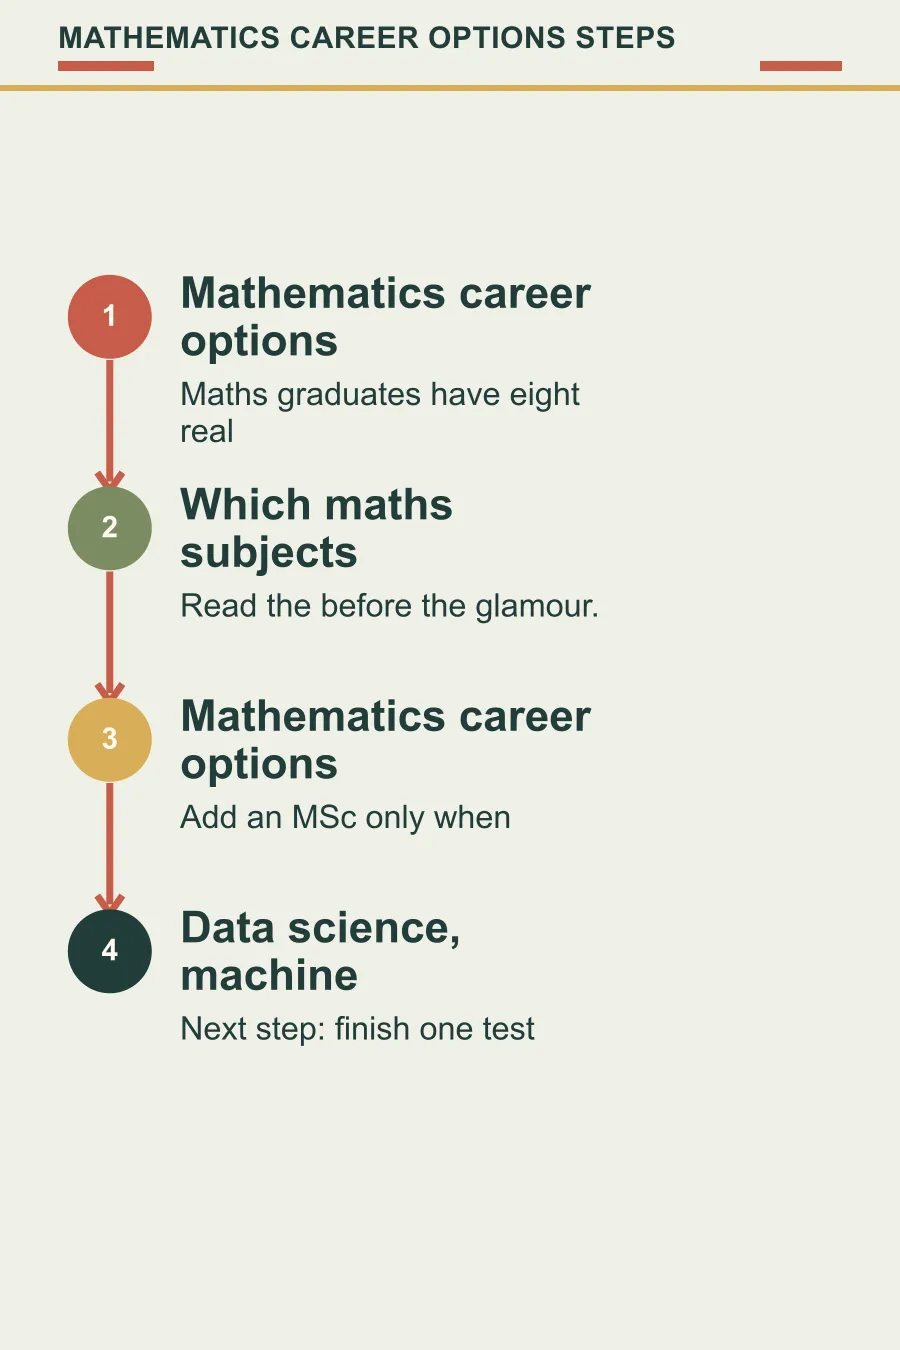 MATHEMATICS CAREER OPTIONS STEPS
1
Mathematics career
options
Maths graduates have eight
real
2
Which maths
subjects
Read the before the glamour.
3
Mathematics career
options
Add an MSc only when
4
Data science,
machine
Next step: finish one test